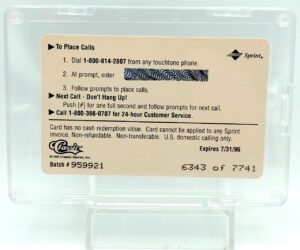 ▶ To Place Calls
Sprint.
1. Dial 1-800-814-2807 from any touchtone phone.
2. At prompt, enter
3. Follow prompts to place calls.
▶ Next Call - Don't Hang Up!
Push [#] for one full second and follow prompts for next call.
▶ Call 1-800-366-0707 for 24-hour Customer Service.
Card has no cash redemption value. Card cannot be applied to any Sprint
invoice. Non-refundable. Non-transferable. U.S. domestic calling only.
Classic
Expires 7/31/96
Batch # 959921
6343 of 7741